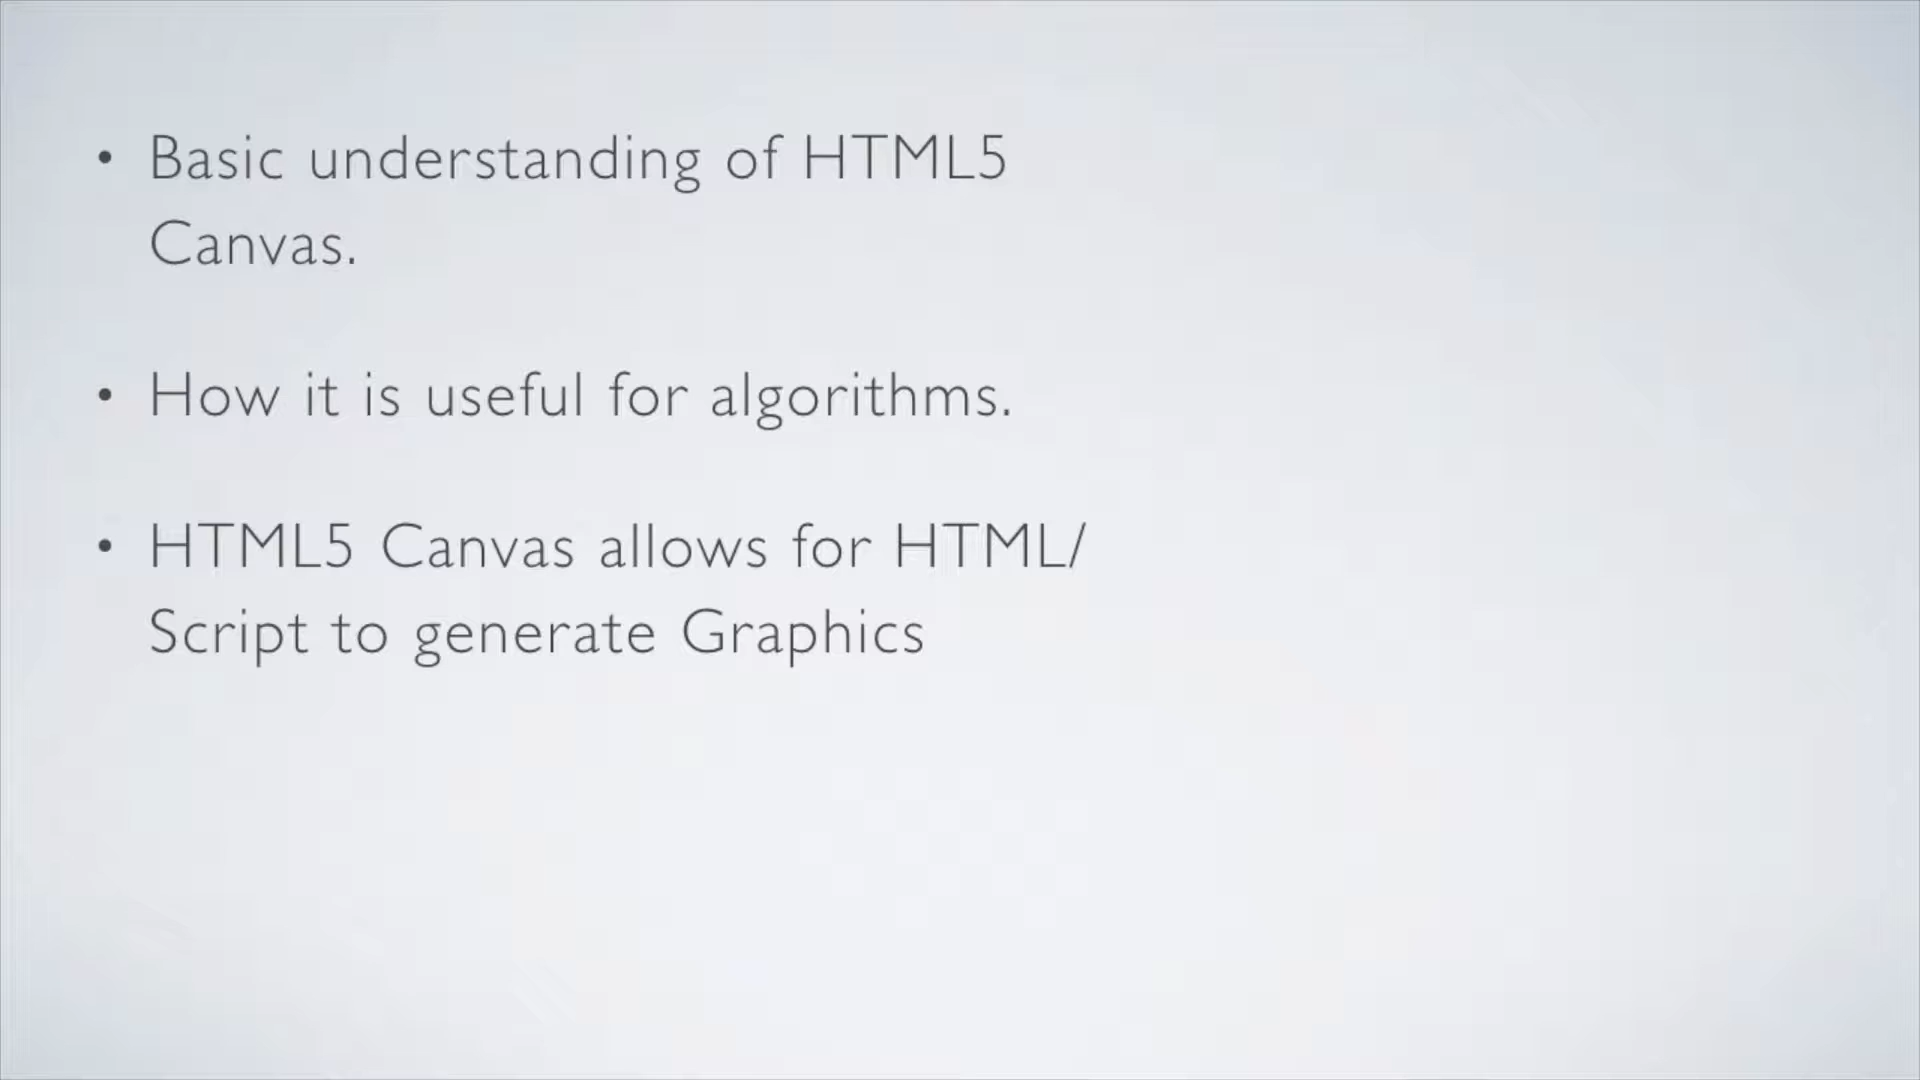 • Basic understanding of HTML5
Canvas.
• How it is useful for algorithms.
• HTML5 Canvas allows for HTML/
Script to generate Graphics